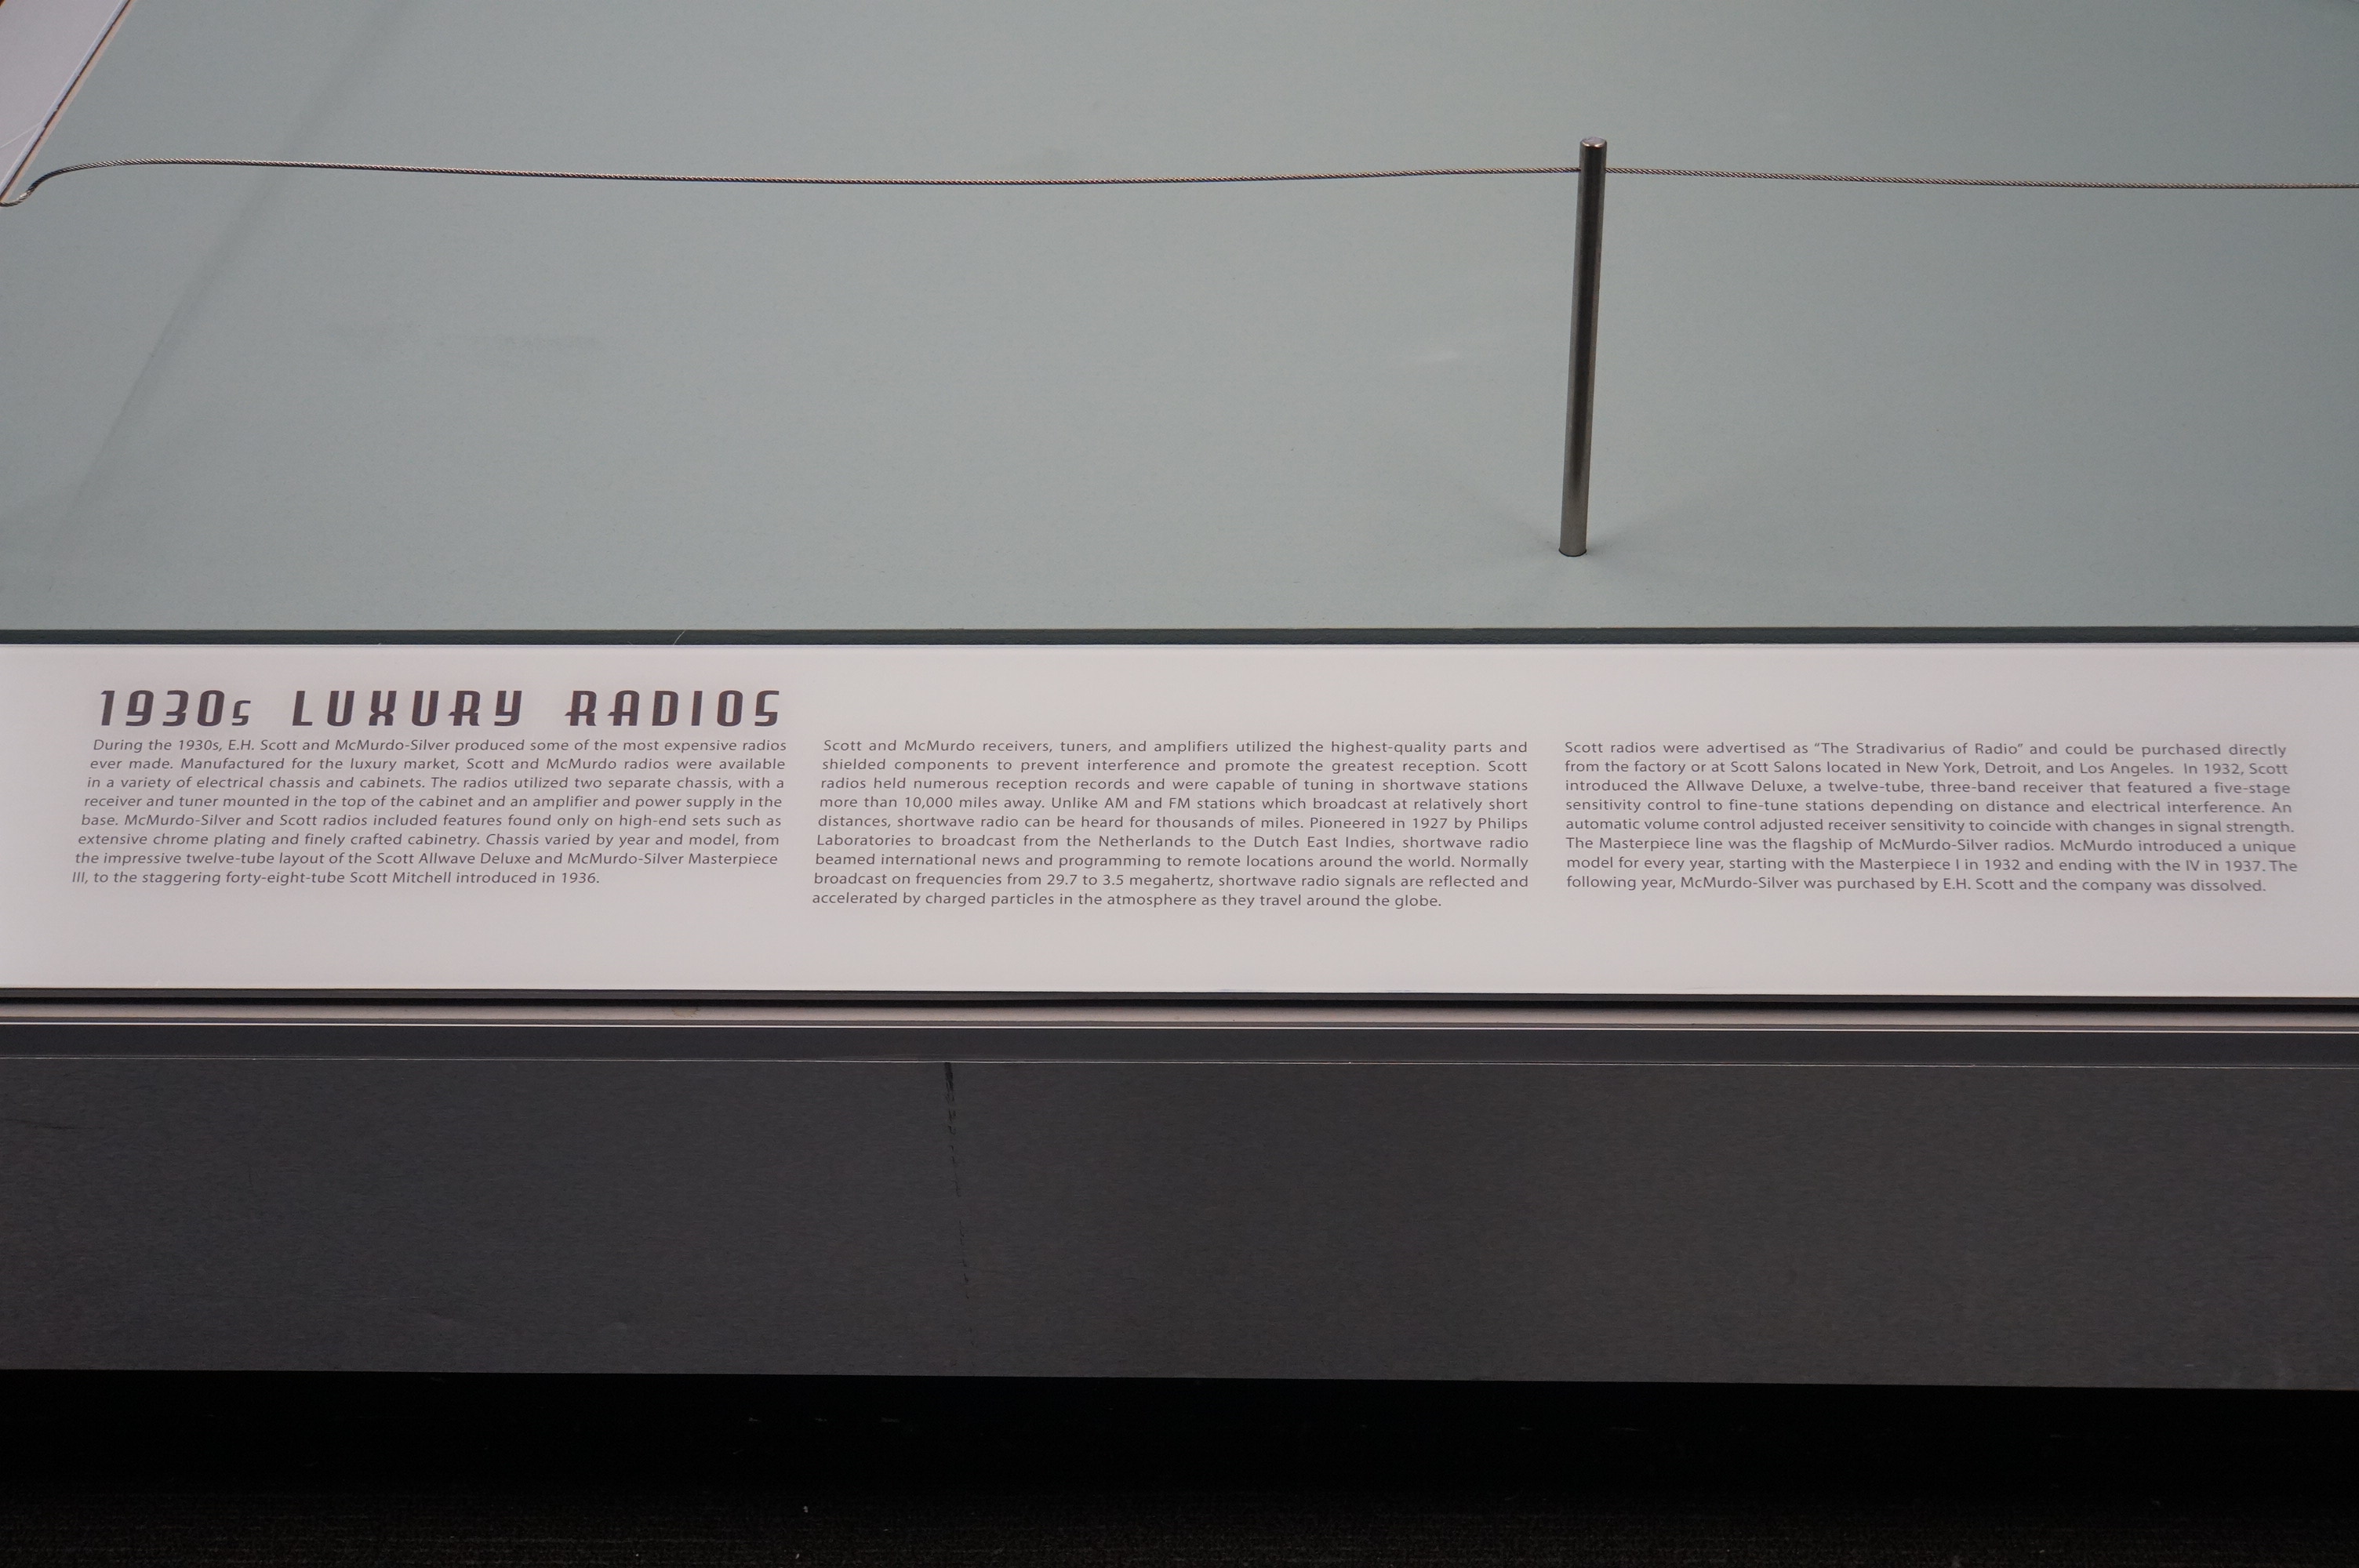 1930s LUXURY RADIOS
During the 1930s, E.H. Scott and McMurdo-Silver produced some of the most expensive radios
ever made. Manufactured for the luxury market, Scott and McMurdo radios were available
in a variety of electrical chassis and cabinets. The radios utilized two separate chassis, with a
receiver and tuner mounted in the top of the cabinet and an amplifier and power supply in the
base. McMurdo-Silver and Scott radios included features found only on high-end sets such as
extensive chrome plating and finely crafted cabinetry. Chassis varied by year and model, from
the impressive twelve-tube layout of the Scott Allwave Deluxe and McMurdo-Silver Masterpiece
III, to the staggering forty-eight-tube Scott Mitchell introduced in 1936.
Scott and McMurdo receivers, tuners, and amplifiers utilized the highest-quality parts and
shielded components to prevent interference and promote the greatest reception. Scott
radios held numerous reception records and were capable of tuning in shortwave stations
more than 10,000 miles away. Unlike AM and FM stations which broadcast at relatively short
distances, shortwave radio can be heard for thousands of miles. Pioneered in 1927 by Philips
Laboratories to broadcast from the Netherlands to the Dutch East Indies, shortwave radio
beamed international news and programming to remote locations around the world. Normally
broadcast on frequencies from 29.7 to 3.5 megahertz, shortwave radio signals are reflected and
accelerated by charged particles in the atmosphere as they travel around the globe.
Scott radios were advertised as “The Stradivarius of Radio” and could be purchased directly
from the factory or at Scott Salons located in New York, Detroit, and Los Angeles. In 1932, Scott
introduced the Allwave Deluxe, a twelve-tube, three-band receiver that featured a five-stage
sensitivity control to fine-tune stations depending on distance and electrical interference. An
automatic volume control adjusted receiver sensitivity to coincide with changes in signal strength.
The Masterpiece line was the flagship of McMurdo-Silver radios. McMurdo introduced a unique
model for every year, starting with the Masterpiece I in 1932 and ending with the IV in 1937. The
following year, McMurdo-Silver was purchased by E.H. Scott and the company was dissolved.